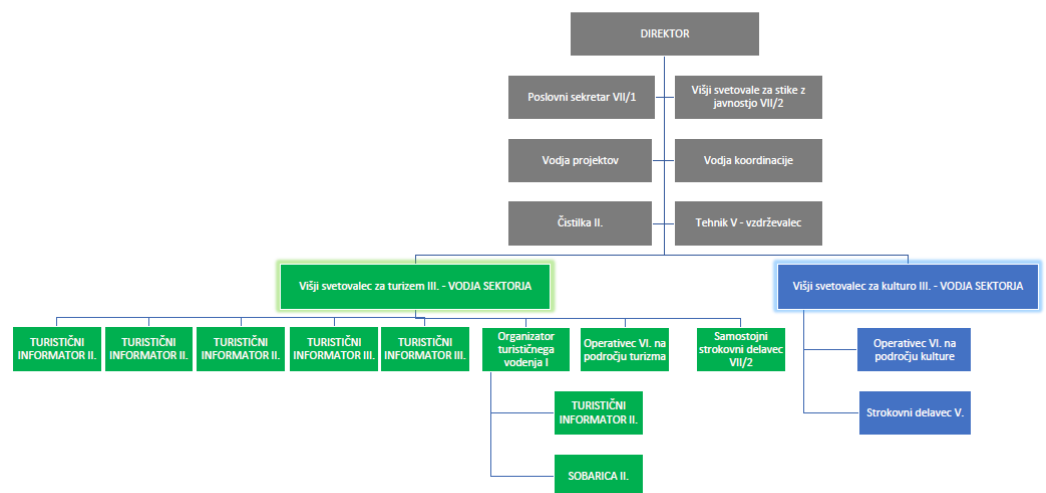 DIREKTOR
Poslovni sekretar VII/1
Višji svetovale za stike z
javnostjo VII/2
Vodja projektov
Vodja koordinacije
Čistilka II.
Tehnik V - vzdrževalec
Višji svetovalec za turizem III. - VODJA SEKTORJA
Višji svetovalec za kulturo III. - VODJA SEKTORJA
TURISTIČNI
INFORMATOR II.
TURISTIČNI
INFORMATOR II.
TURISTIČNI
INFORMATOR II.
TURISTIČNI
INFORMATOR III.
TURISTIČNI
INFORMATOR III.
Organizator
turističnega
vodenja I
Operativec VI. na
področju turizma
Samostojni
strokovni delavec
VII/2
Operativec VI. na
področju kulture
TURISTIČNI
INFORMATOR II.
Strokovni delavec V.
SOBARICA II.